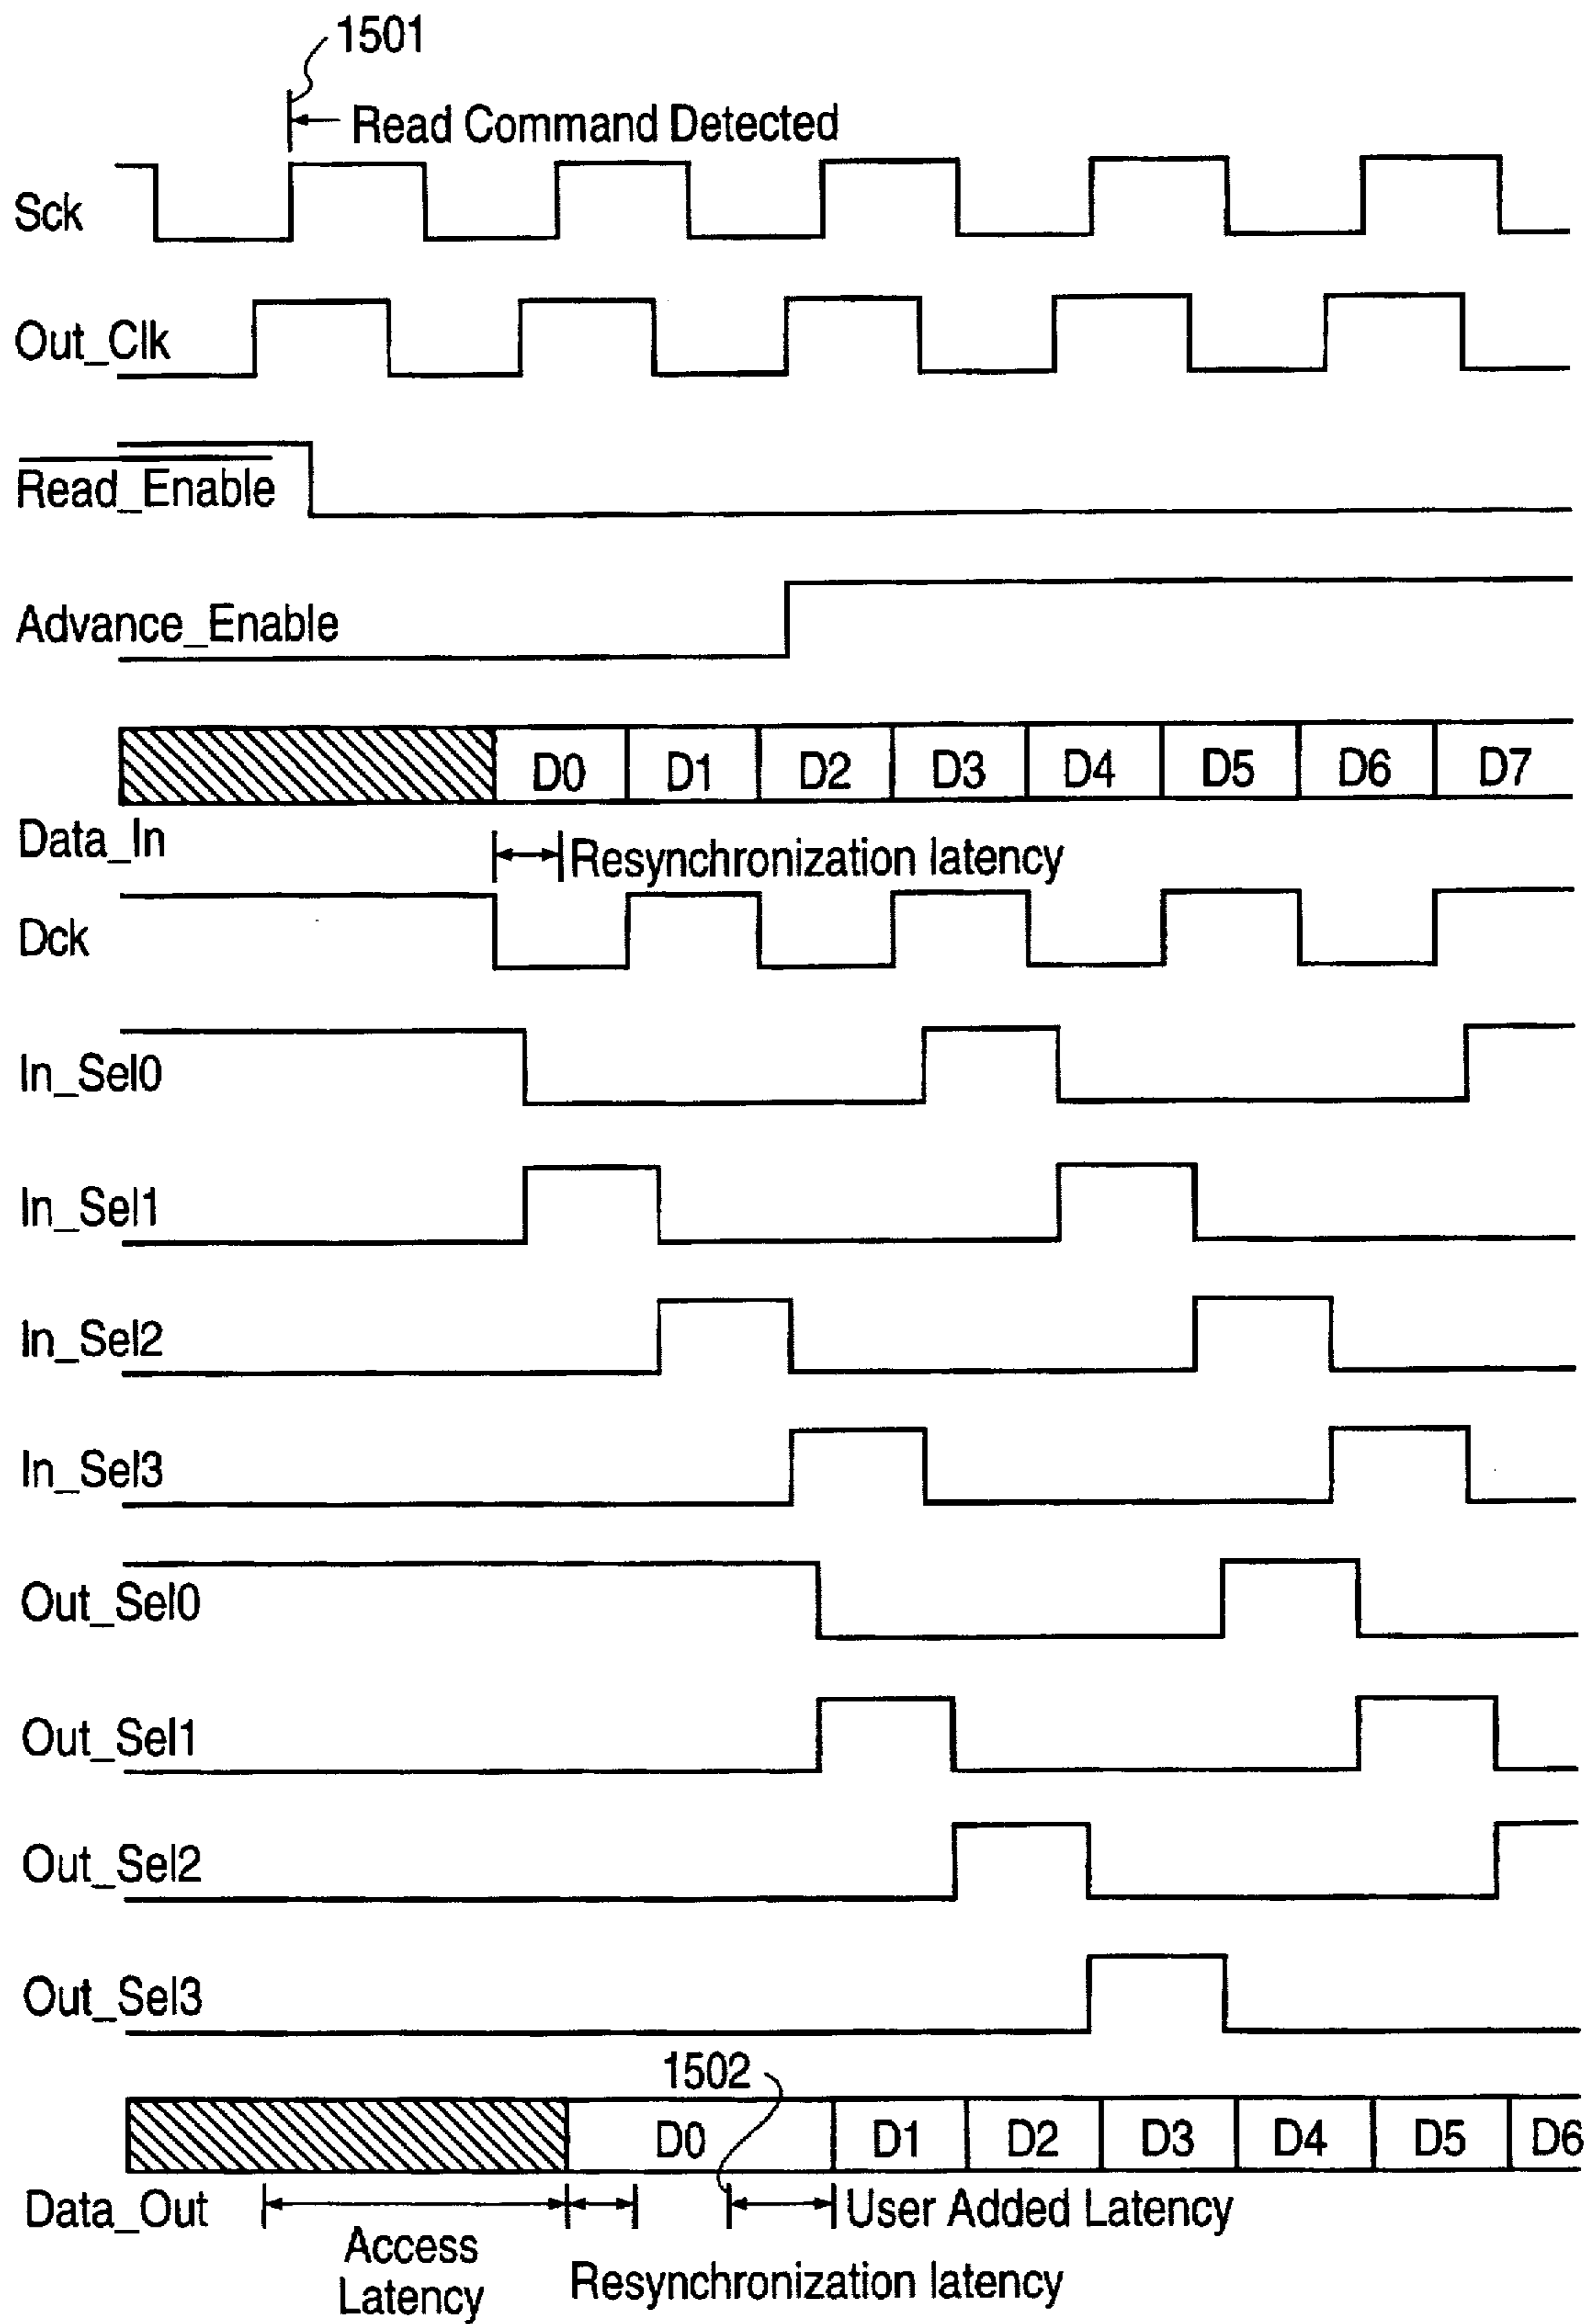 1501
Read Command Detected
Sck
Out_Clk
Read_Enable
Advance_Enable
D0 D1 D2 D3 D4 D5 D6 D7
Data_In
Resynchronization latency
Dck
In_Sel0
In_Sel1
In_Sel2
In_Sel3
Out_Sel0
Out_Sel1
Out_Sel2
Out_Sel3
1502
D0 D1 D2 D3 D4 D5 D6
Data_Out
User Added Latency
Access
Latency
Resynchronization latency